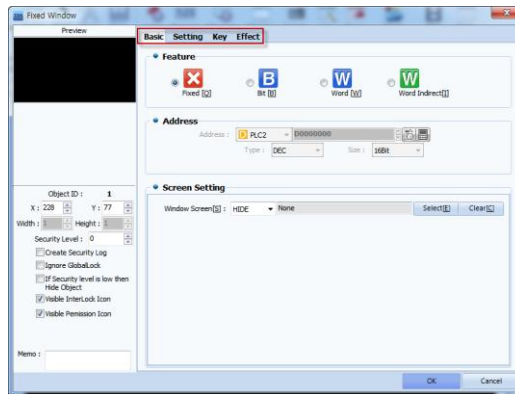 Fixed Window
Preview
Basic Setting Key Effect
Feature
Fixed [Q]
Bit [B]
Word [W]
Word Indirect[I]
Address
Address : PLC2 D0000000
Type : DEC Size : 16Bit
Object ID : 1
X : 228 Y : 77
Width : 1 Height : 1
Security Level : 0
Create Security Log
Ignore GlobalLock
If Security level is low then
Hide Object
Visible InterLock Icon
Visible Permission Icon
Memo :
Screen Setting
Window Screen[S] : HIDE None Select[E] Clear[C]
OK Cancel